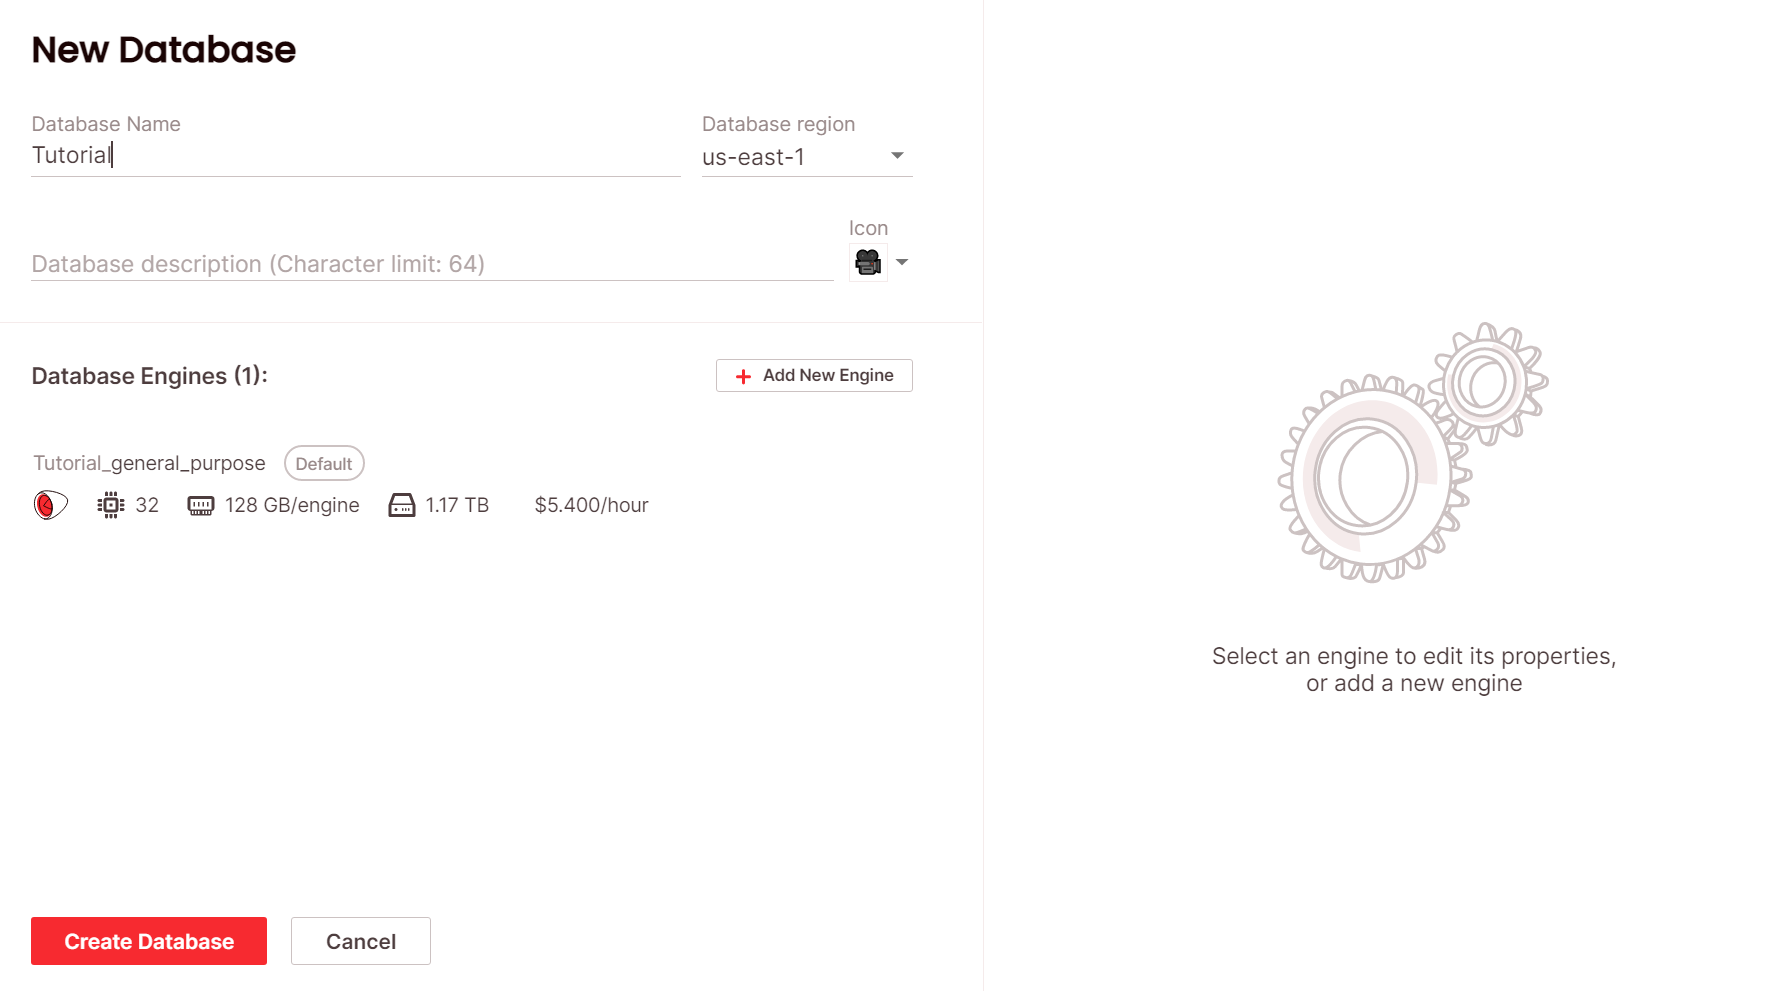 New Database
Database Name
Tutorial
Database region
us-east-1
Icon
Database description (Character limit: 64)
Database Engines (1):
Add New Engine
Tutorial_general_purpose
Default
32
128 GB/engine
1.17 TB
$5.400/hour
Select an engine to edit its properties,
or add a new engine
Create Database
Cancel